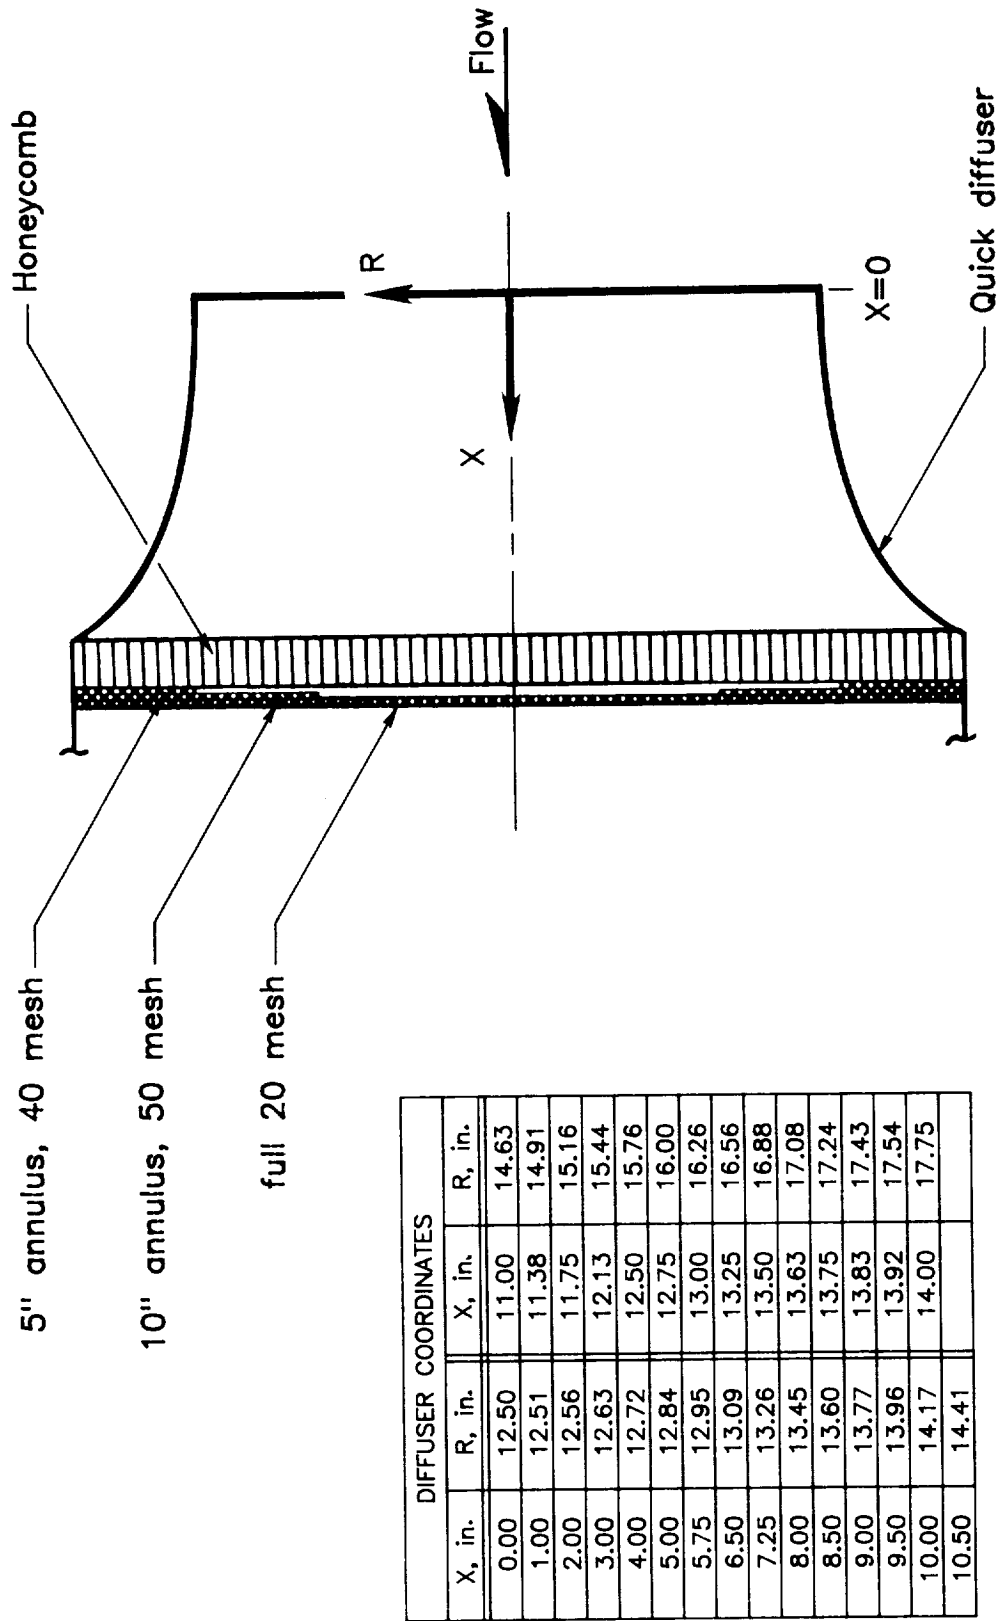 5" annulus, 40 mesh
10" annulus, 50 mesh
full 20 mesh
Honeycomb
R
X
Flow
X=0
Quick diffuser
DIFFUSER COORDINATES
X, in. R, in. X, in. R, in.
0.00 12.50 11.00 14.63
1.00 12.51 11.38 14.91
2.00 12.56 11.75 15.16
3.00 12.63 12.13 15.44
4.00 12.72 12.50 15.76
5.00 12.84 12.75 16.00
5.75 12.95 13.00 16.26
6.50 13.09 13.25 16.56
7.25 13.26 13.50 16.88
8.00 13.45 13.63 17.08
8.50 13.60 13.75 17.24
9.00 13.77 13.83 17.43
9.50 13.96 13.92 17.54
10.00 14.17 14.00 17.75
10.50 14.41